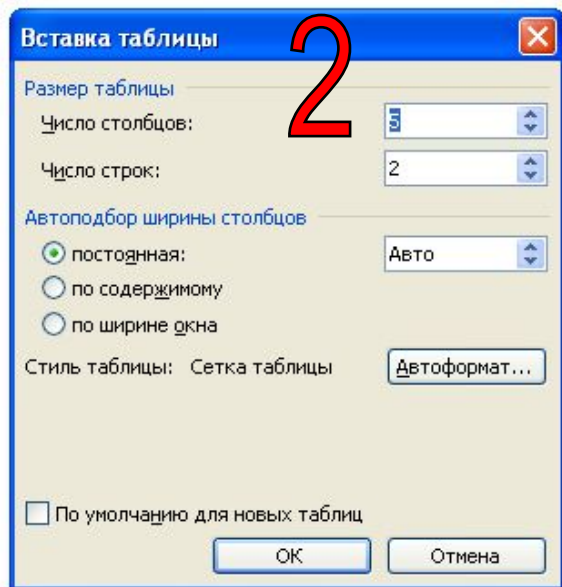 Вставка таблицы
2
Размер таблицы
Число столбцов: 5
Число строк: 2
Автоподбор ширины столбцов
постоянная: Авто
по содержимому
по ширине окна
Стиль таблицы: Сетка таблицы Автоформат...
По умолчанию для новых таблиц
ОК Отмена